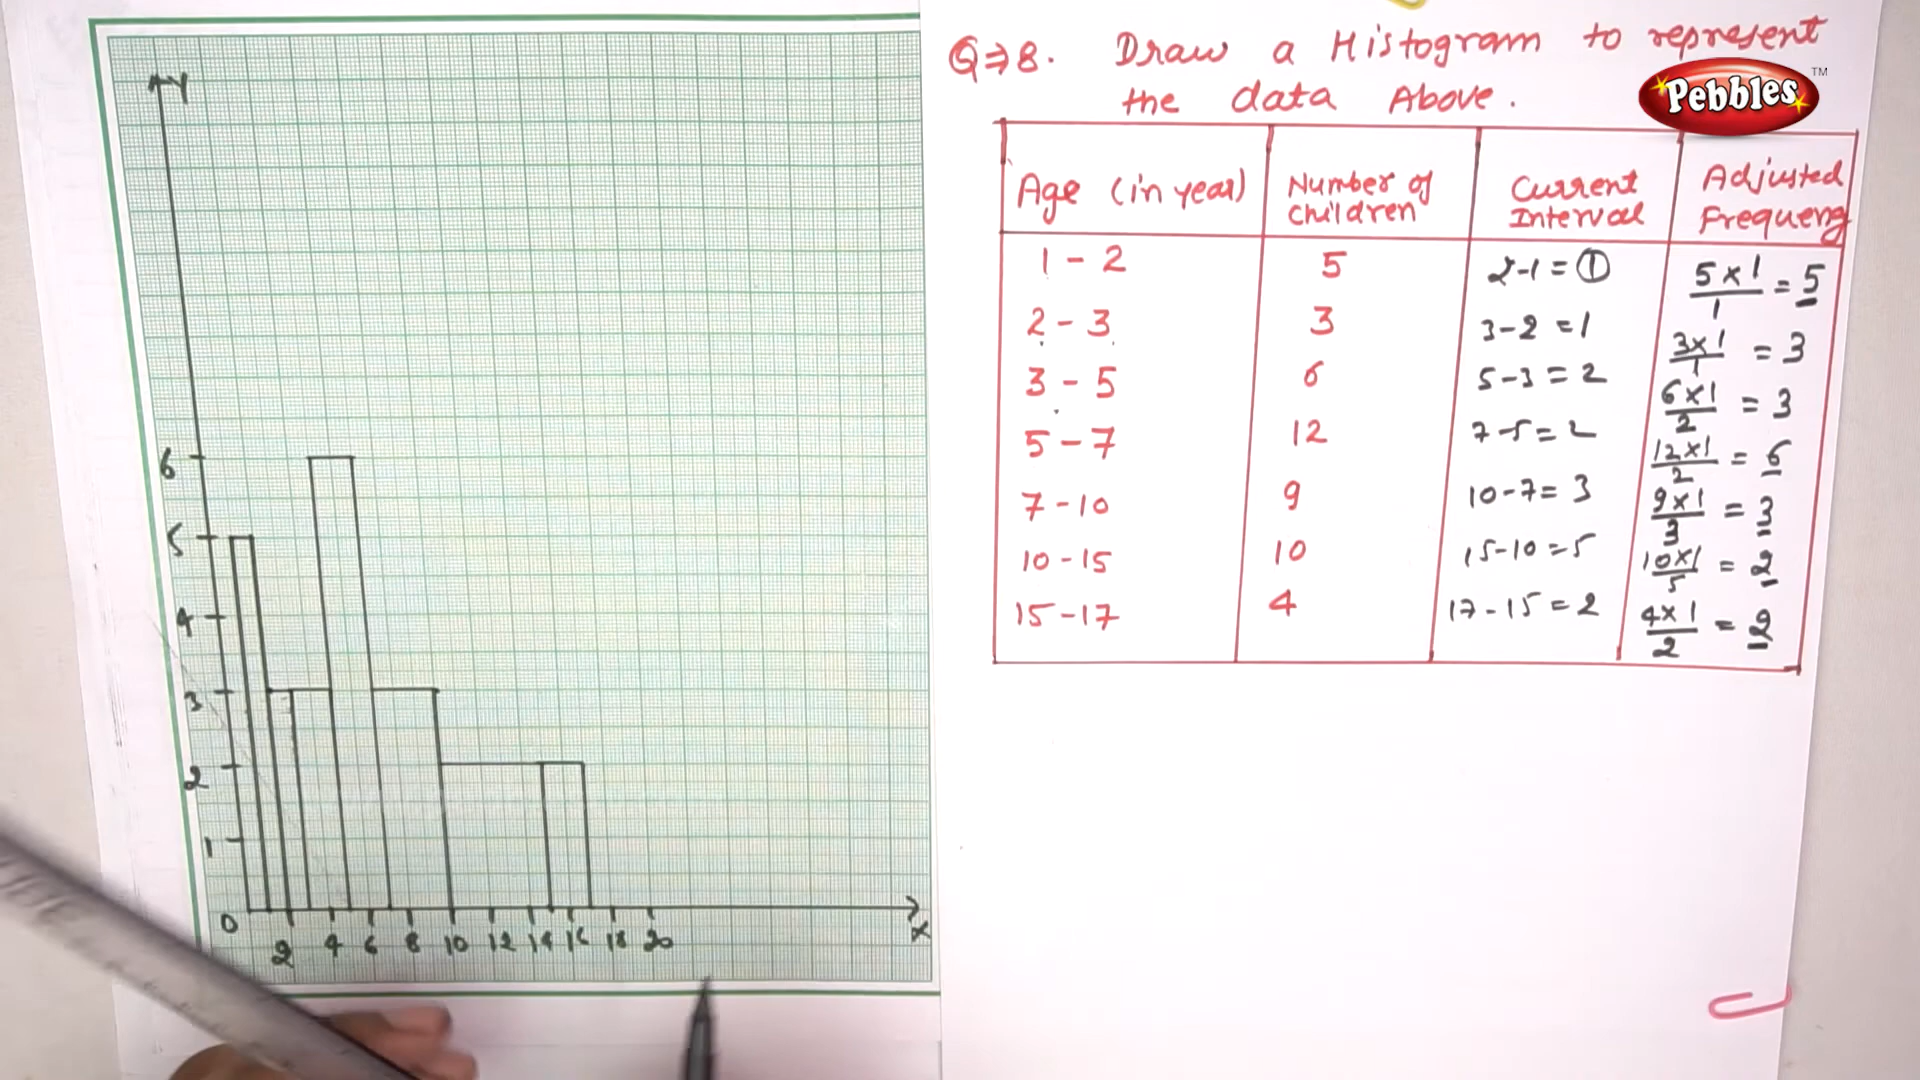 Q⇒8. Draw a Histogram to represent
the data Above.
Pebbles™
Age (in year) Number of children Current Interval Adjusted Frequency
1 - 2 5 2-1 = ① 5×1/1 = 5
2 - 3 3 3-2 = 1 3×1/1 = 3
3 - 5 6 5-3 = 2 6×1/2 = 3
5 - 7 12 7-5 = 2 12×1/2 = 6
7 - 10 9 10-7 = 3 9×1/3 = 3
10 - 15 10 15-10 = 5 10×1/5 = 2
15 - 17 4 17-15 = 2 4×1/2 = 2
Y
6
5
4
3
2
1
0 2 4 6 8 10 12 14 16 18 20 X